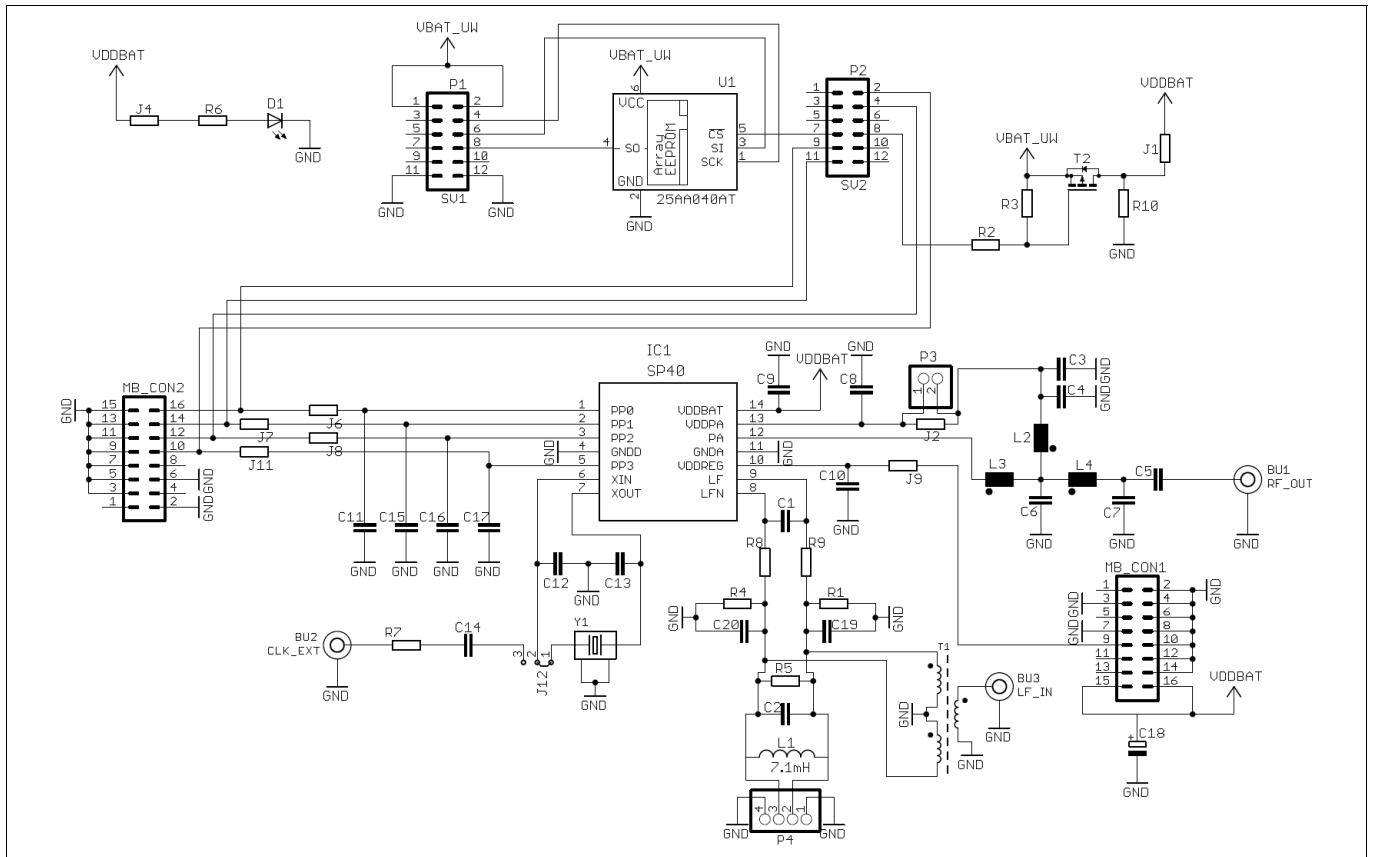 VDDBAT
J4 R6 D1
GND
VBAT_UW
P1
1 2
3 4
5 6
7 8
9 10
11 12
SV1
GND GND
VBAT_UW
U1
6
VCC
4 SO
Array
EEPROM
CS 5
SI 3
SCK 1
GND
2
25AA040AT
GND
P2
1 2
3 4
5 6
7 8
9 10
11 12
SV2
VDDBAT
J1
VBAT_UW
T2
R3
R10
R2
GND
MB_CON2
GND
15 16
13 14
11 12
9 10
7 8
5 6
3 4
1 2
GND
GND
J6
J7
J8
J11
C11 C15 C16 C17
GND GND GND GND
IC1
SP40
1 PP0
2 PP1
3 PP2
GND 4 GNDD
5 PP3
6 XIN
7 XOUT
VDDBAT 14
VDDPA 13
PA 12
GNDA 11 GND
VDDREG 10
LF 9
LFN 8
GND
C9
VDDBAT
GND
C8
P3
1 2
J2
C3 GND
C4 GND
L2
L3
L4
C5
BU1
RF_OUT
C6
C7
GND GND GND
C10
GND
J9
C12 C13
GND
BU2
CLK_EXT
GND
R7 C14
3 2 1
J12
Y1
GND
C1
R8 R9
GND R4
C20
R1 GND
C19
R5
C2
L1
7.1mH
4 3 2 1
GND GND
P4
T1
GND
GND
BU3
LF_IN
GND
MB_CON1
1 2 GND
GND 3 4
5 6
GND 7 8
9 10
11 12
13 14
15 16
VDDBAT
+ C18
GND